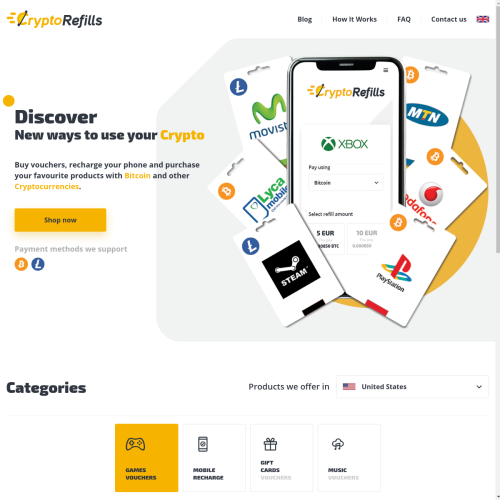 CryptoRefills
Blog
How It Works
FAQ
Contact us
Discover
New ways to use your Crypto
Buy vouchers, recharge your phone and purchase
your favourite products with Bitcoin and other
Cryptocurrencies.
Shop now
Payment methods we support
movist
CryptoRefills
MTN
XBOX
Pay using
Bitcoin
Select refill amount
5 EUR
10 EUR
Lyca
mobile
vodafone
STEAM
PlayStation
Categories
Products we offer in
United States
GAMES
VOUCHERS
MOBILE
RECHARGE
GIFT
CARDS
VOUCHERS
MUSIC
VOUCHERS